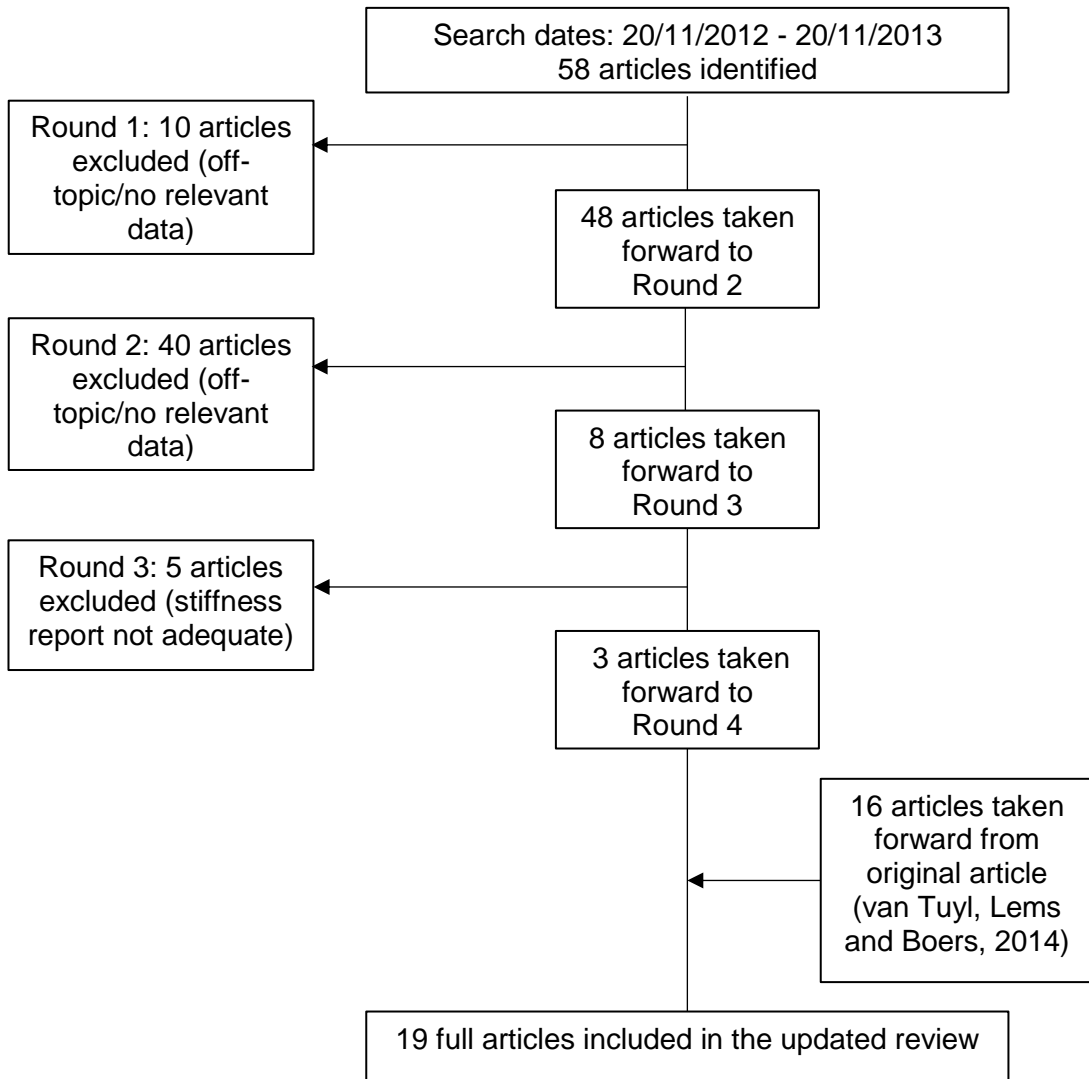 Search dates: 20/11/2012 - 20/11/2013
58 articles identified
Round 1: 10 articles
excluded (off-
topic/no relevant
data)
48 articles taken
forward to
Round 2
Round 2: 40 articles
excluded (off-
topic/no relevant
data)
8 articles taken
forward to
Round 3
Round 3: 5 articles
excluded (stiffness
report not adequate)
3 articles taken
forward to
Round 4
16 articles taken
forward from
original article
(van Tuyl, Lems
and Boers, 2014)
19 full articles included in the updated review